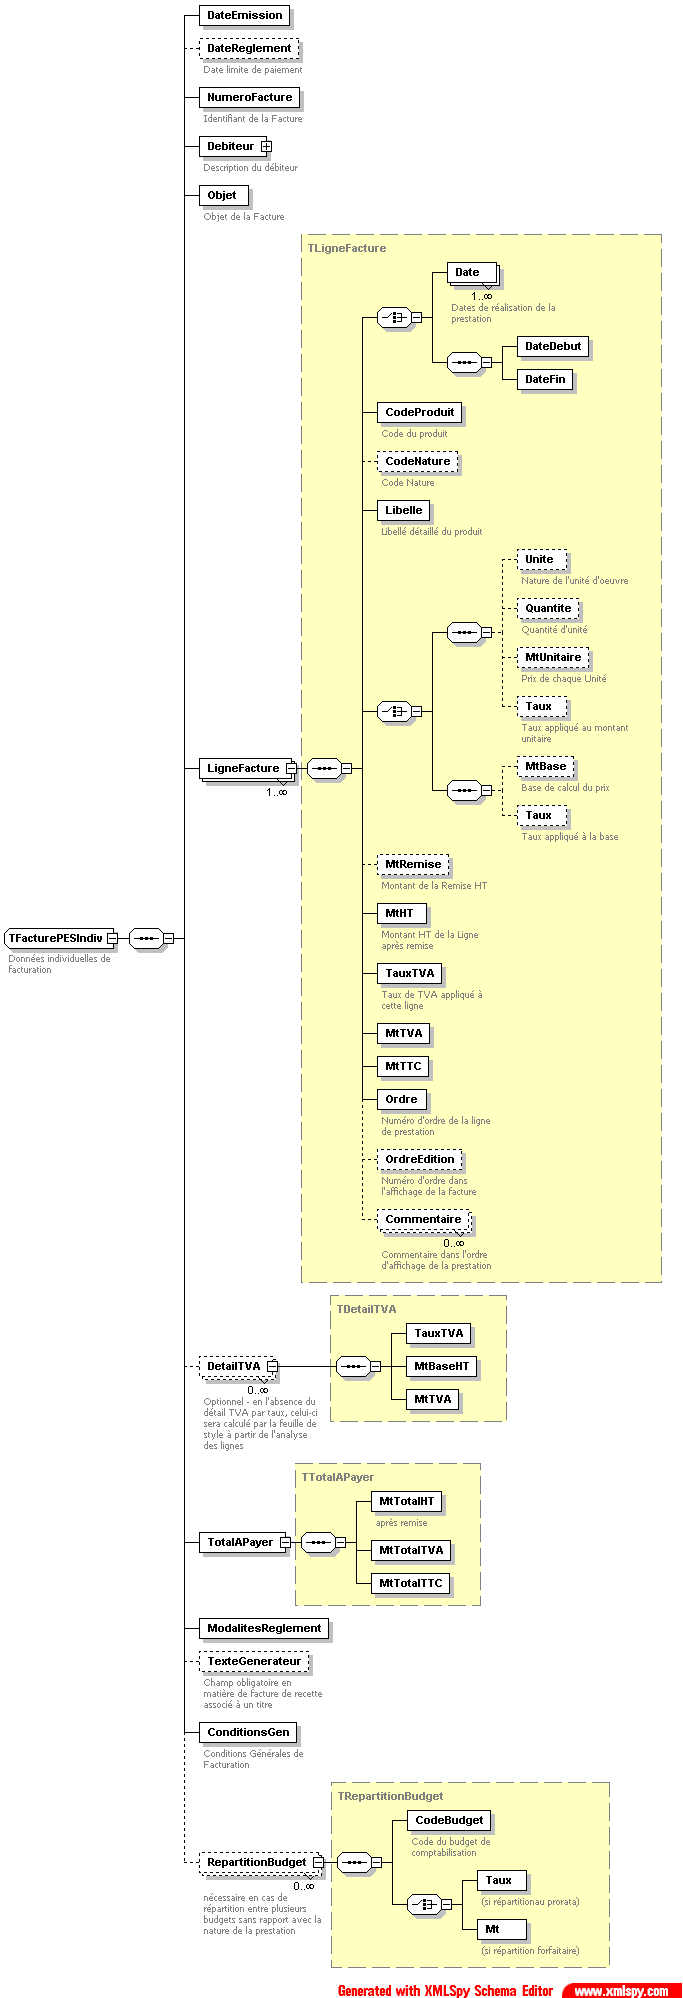 DateEmission
DateReglement
Date limite de paiement
NumeroFacture
Identifiant de la Facture
Debiteur
Description du débiteur
Objet
Objet de la Facture
TLigneFacture
Date
1..∞
Dates de réalisation de la
prestation
DateDebut
DateFin
CodeProduit
Code du produit
CodeNature
Code Nature
Libelle
Libellé détaillé du produit
Unite
Nature de l'unité d'oeuvre
Quantite
Quantité d'unité
MtUnitaire
Prix de chaque Unité
Taux
Taux appliqué au montant
unitaire
LigneFacture
1..∞
MtBase
Base de calcul du prix
Taux
Taux appliqué à la base
MtRemise
Montant de la Remise HT
MtHT
Montant HT de la Ligne
après remise
TFacturePESIndiv
Données individuelles de
facturation
TauxTVA
Taux de TVA appliqué à
cette ligne
MtTVA
MtTTC
Ordre
Numéro d'ordre de la ligne
de prestation
OrdreEdition
Numéro d'ordre dans
l'affichage de la facture
Commentaire
0..∞
Commentaire dans l'ordre
d'affichage de la prestation
TDetailTVA
TauxTVA
DetailTVA
0..∞
Optionnel - en l'absence du
détail TVA par taux, celui-ci
sera calculé par la feuille de
style à partir de l'analyse
des lignes
MtBaseHT
MtTVA
TTotalAPayer
MtTotalHT
après remise
TotalAPayer
MtTotalTVA
MtTotalTTC
ModalitesReglement
TexteGenerateur
Champ obligatoire en
matière de facture de recette
associé à un titre
ConditionsGen
Conditions Générales de
Facturation
TRepartitionBudget
CodeBudget
Code du budget de
comptabilisation
RepartitionBudget
0..∞
nécessaire en cas de
répartition entre plusieurs
budgets sans rapport avec la
nature de la prestation
Taux
(si répartitionau prorata)
Mt
(si répartition forfaitaire)
Generated with XMLSpy Schema Editor www.xmlspy.com